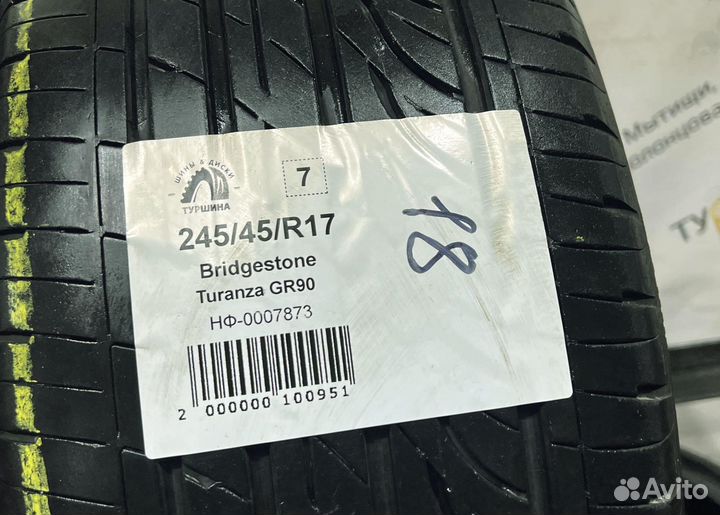 ШИНЫ & ДИСКИ
ТУРШИНА
7
245/45/R17
Bridgestone
Turanza GR90
НФ-0007873
2 000000 100951
18
Мытищи,
ТУ
Avito